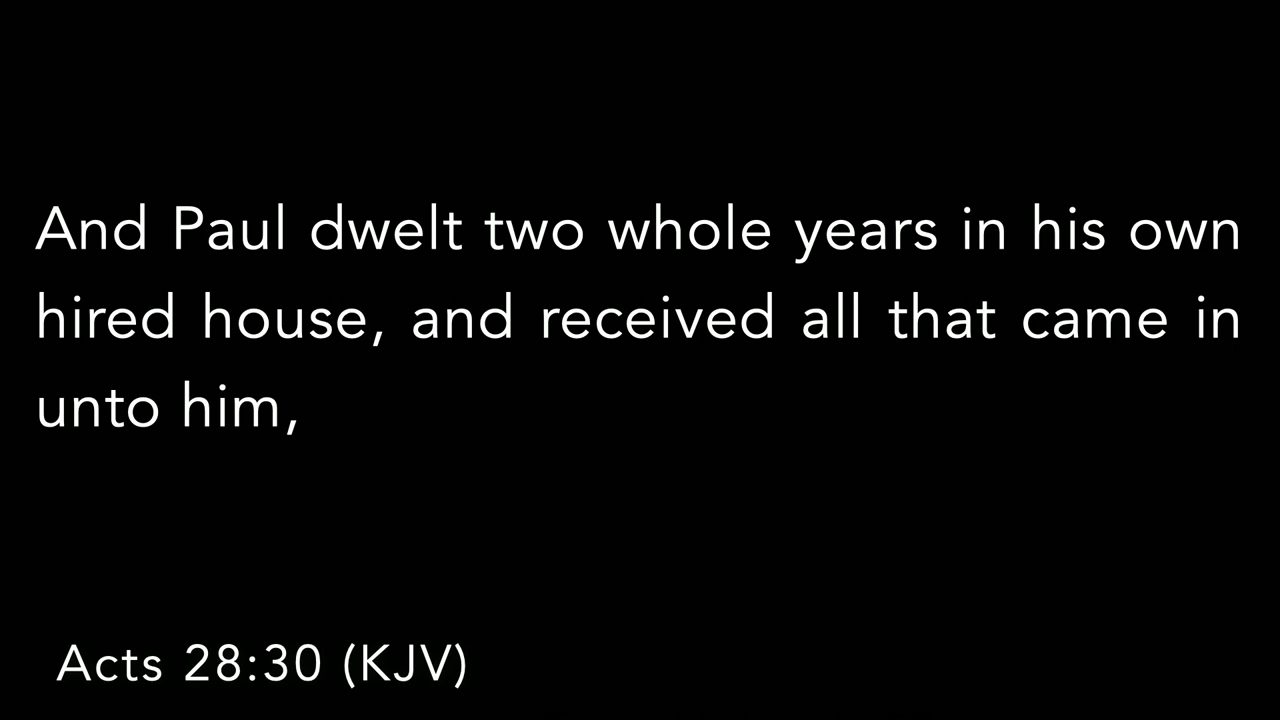 And Paul dwelt two whole years in his own
hired house, and received all that came in
unto him,
Acts 28:30 (KJV)